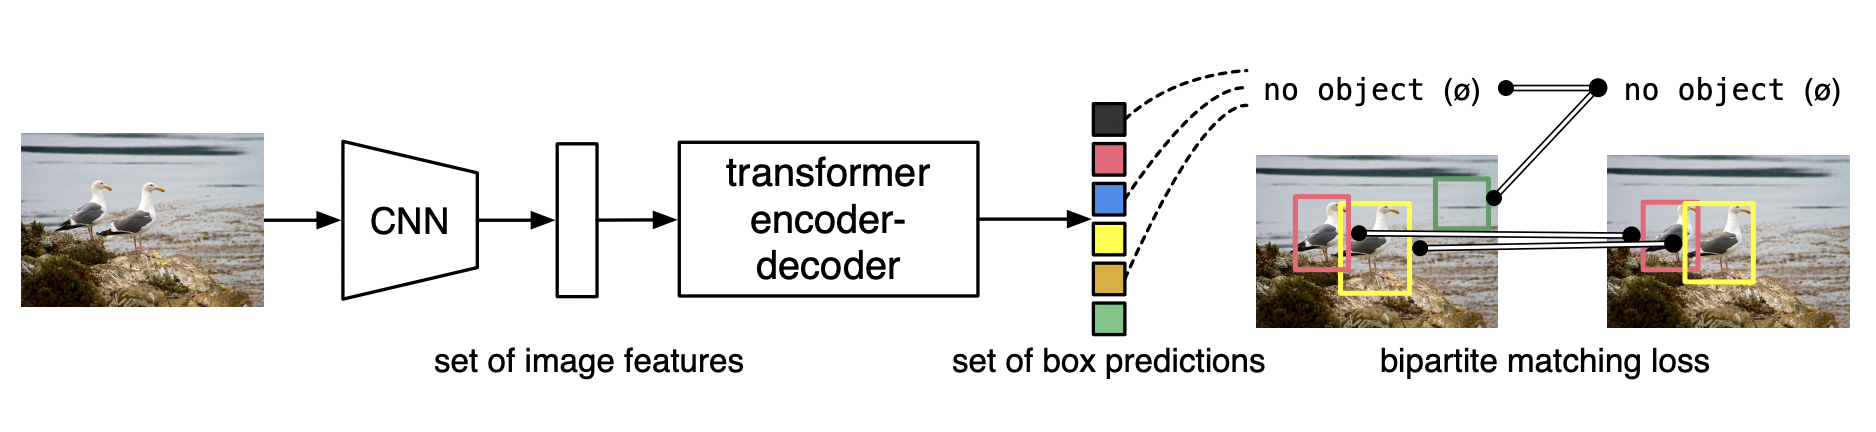 CNN
transformer
encoder-
decoder
no object (ø)
no object (ø)
set of image features
set of box predictions
bipartite matching loss